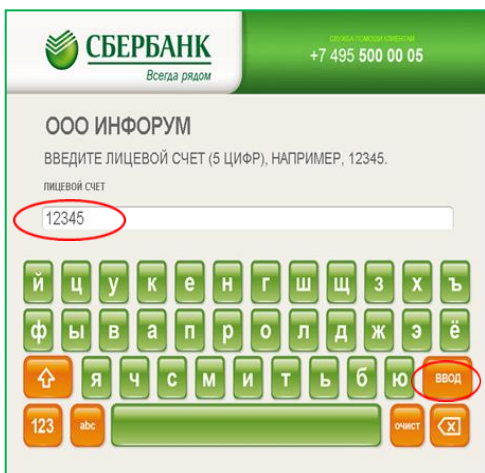 СБЕРБАНК
Всегда рядом
СЛУЖБА ПОМОЩИ КЛИЕНТАМ
+7 495 500 00 05
ООО ИНФОРУМ
ВВЕДИТЕ ЛИЦЕВОЙ СЧЕТ (5 ЦИФР), НАПРИМЕР, 12345.
ЛИЦЕВОЙ СЧЕТ
12345
й ц у к е н г ш щ з х ъ
ф ы в а п р о л д ж э ё
я ч с м и т ь б ю ВВОД
123 abc очист